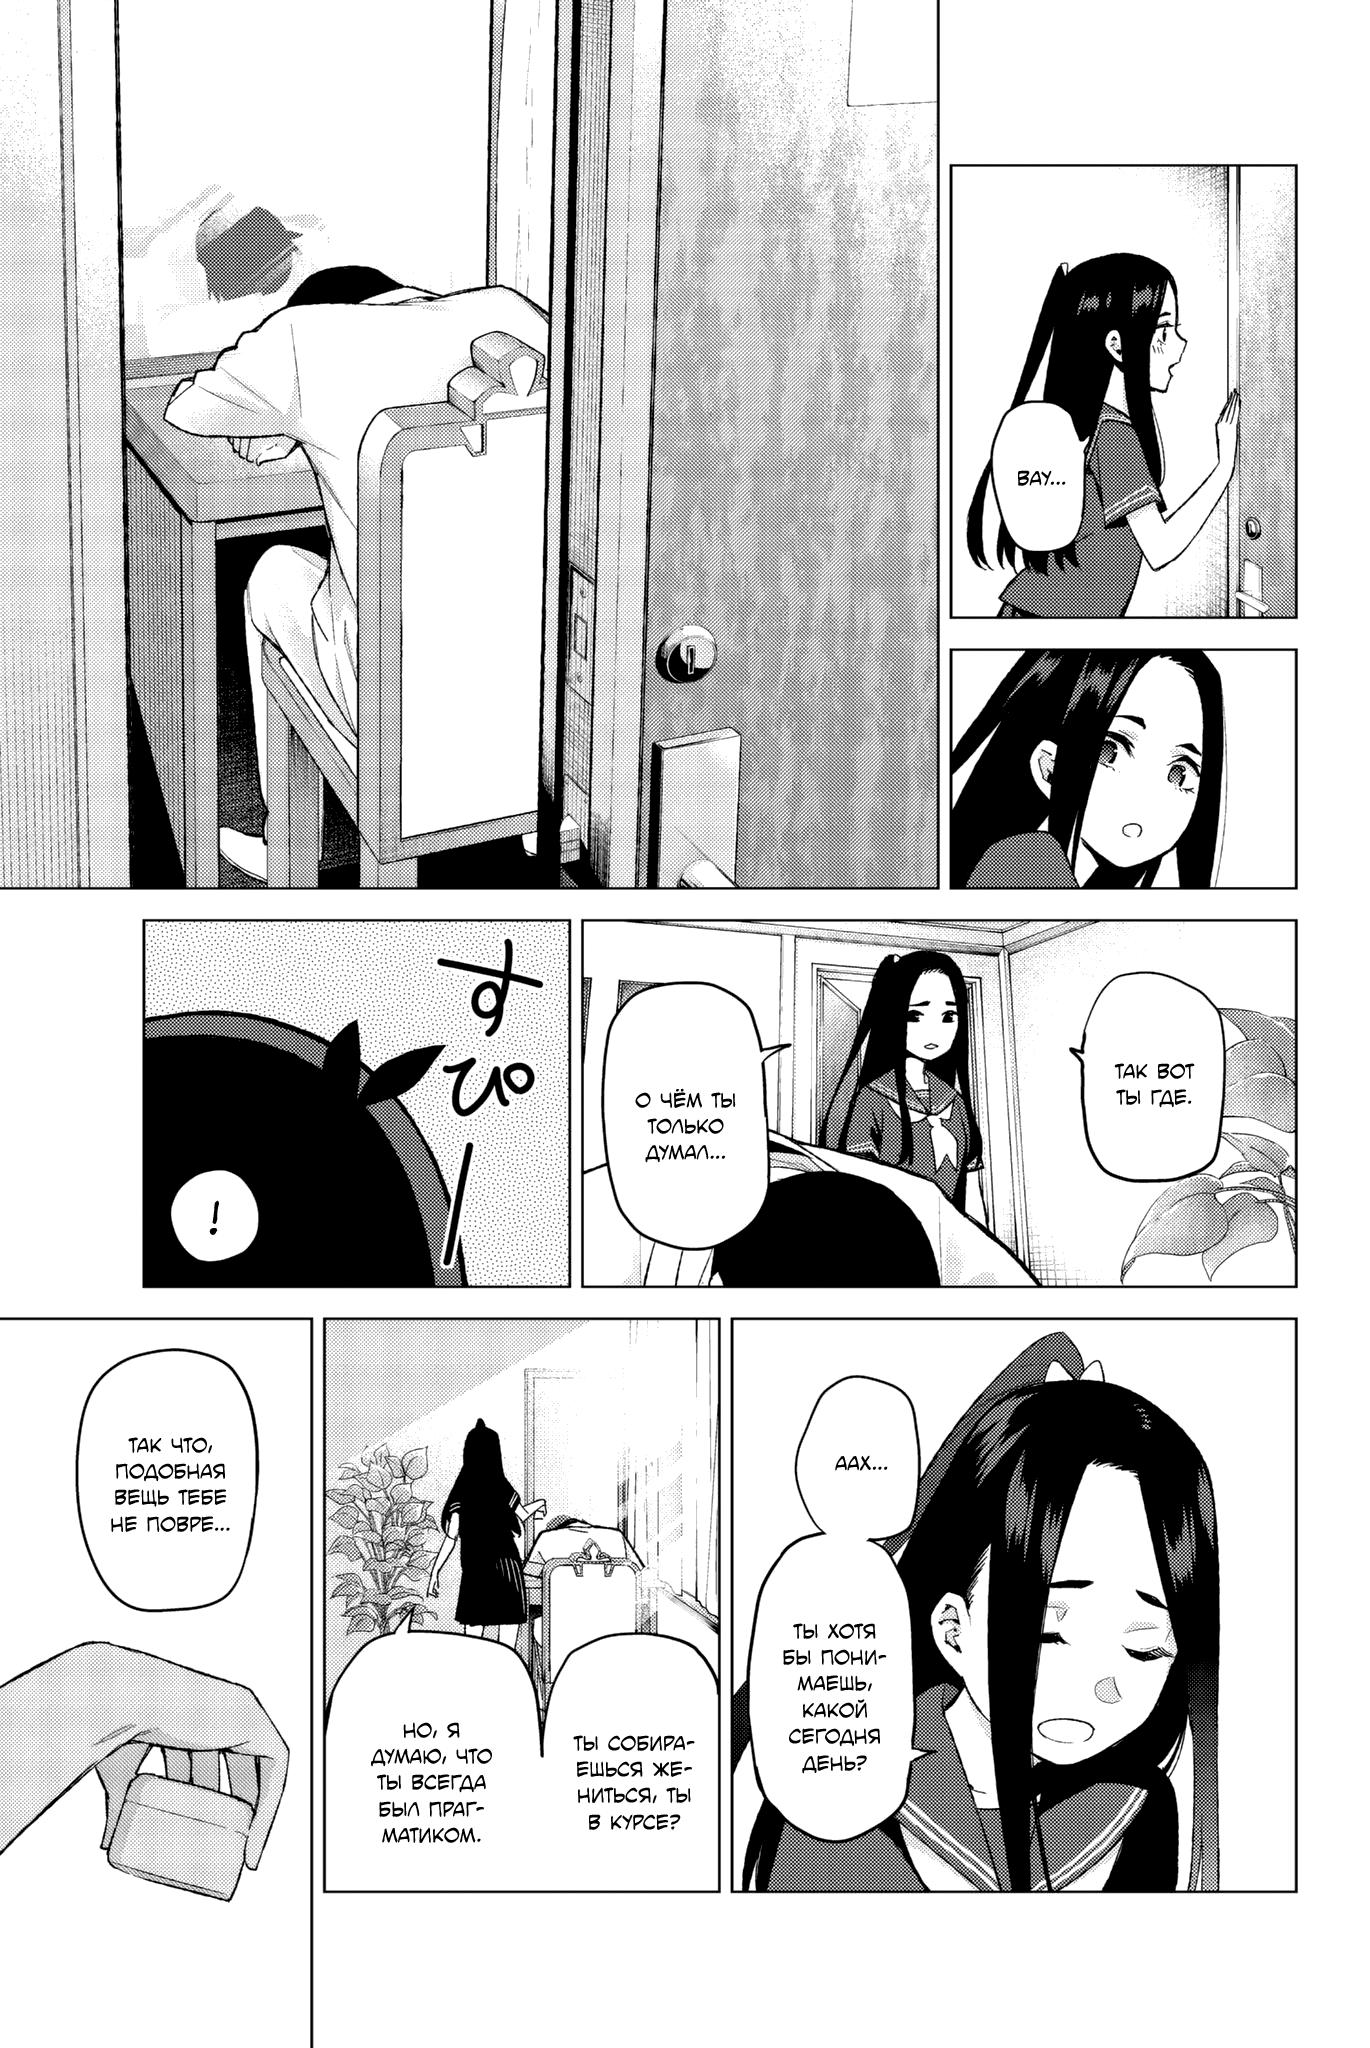 ВАУ...
ТАК ВОТ
ТЫ ГДЕ.
О ЧЁМ ТЫ
ТОЛЬКО
ДУМАЛ...
すぴー
!
ААХ...
ТЫ ХОТЯ
БЫ ПОНИ-
МАЕШЬ,
КАКОЙ
СЕГОДНЯ
ДЕНЬ?
ТЫ СОБИРА-
ЕШЬСЯ ЖЕ-
НИТЬСЯ, ТЫ
В КУРСЕ?
НО, Я
ДУМАЮ, ЧТО
ТЫ ВСЕГДА
БЫЛ ПРАГ-
МАТИКОМ.
ТАК ЧТО,
ПОДОБНАЯ
ВЕЩЬ ТЕБЕ
НЕ ПОВРЕ...